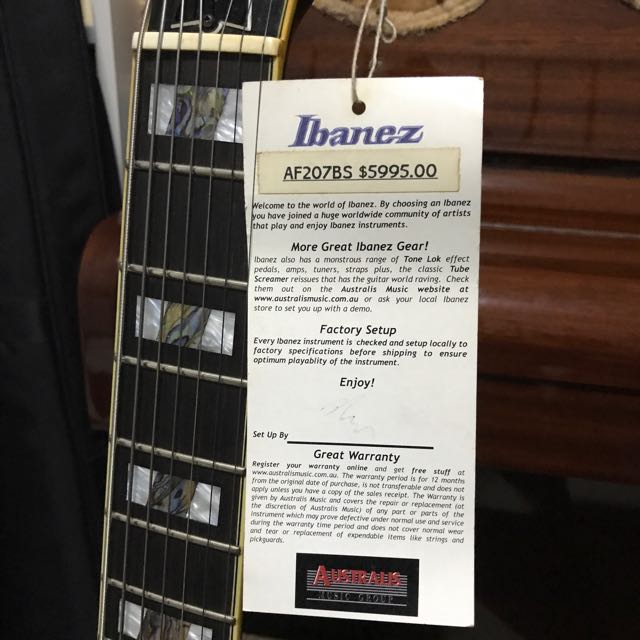 Ibanez
AF207BS $5995.00
Welcome to the world of Ibanez. By choosing an Ibanez
you have joined a huge worldwide community of artists
that play and enjoy Ibanez instruments.
More Great Ibanez Gear!
Ibanez also has a monstrous range of Tone Lok effect
pedals, amps, tuners, straps plus, the classic Tube
Screamer reissues that has the guitar world raving. Check
them out on the Australis Music website at
www.australismusic.com.au or ask your local Ibanez
store to set you up with a demo.
Factory Setup
Every Ibanez instrument is checked and setup locally to
factory specifications before shipping to ensure
optimum playablity of the instrument.
Enjoy!
Set Up By
Great Warranty
Register your warranty online and get free stuff at
www.australismusic.com.au. The warranty period is for 12 months
from the original date of purchase, is not transferable and does not
apply unless you have a copy of the sales receipt. The Warranty is
given by Australis Music and covers the repair or replacement (at
the discretion of Australis Music) of any part or parts of the
instrument which may prove defective under normal use and service
during the warranty time period and does not cover normal wear
and tear or replacement of expendable items like strings and
pickguards.
AUSTRALIS
MUSIC GROUP